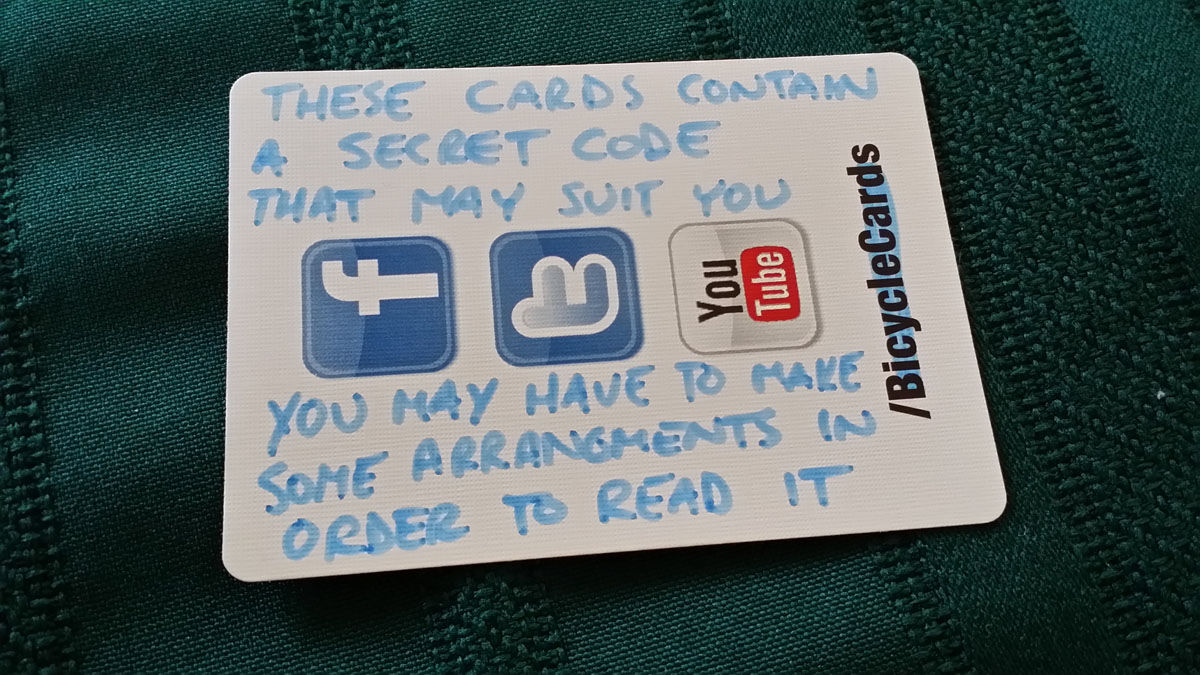 THESE CARDS CONTAIN
A SECRET CODE
THAT MAY SUIT YOU
f
t
You
Tube
/BicycleCards
YOU MAY HAVE TO MAKE
SOME ARRANGMENTS IN
ORDER TO READ IT